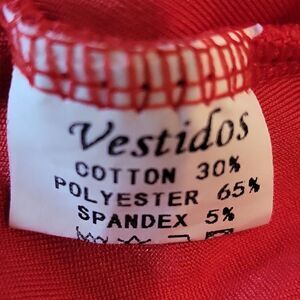 Vestidos
COTTON 30%
POLYESTER 65%
SPANDEX 5%